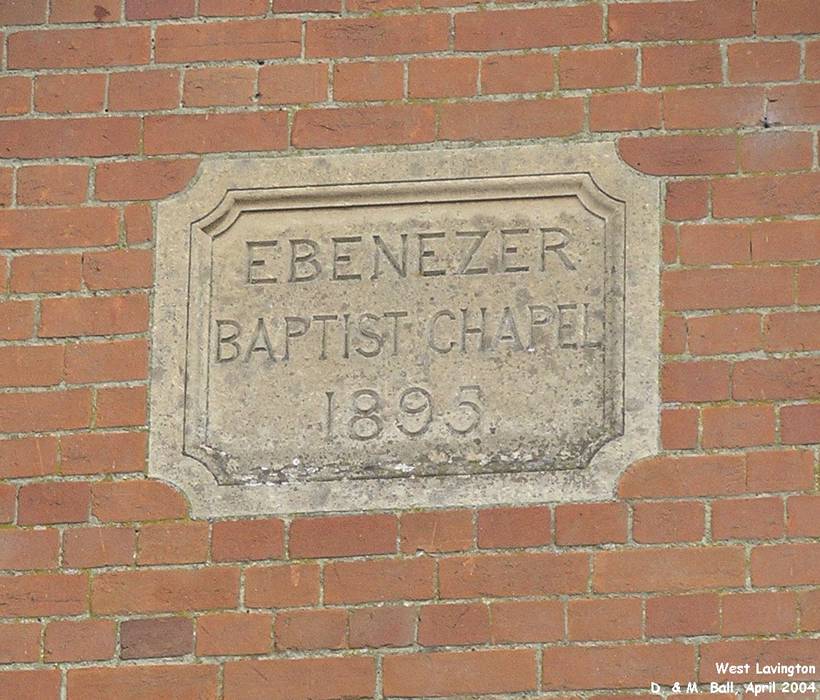 EBENEZER
BAPTIST CHAPEL
1895
West Lavington
D. & M. Ball, April 2004